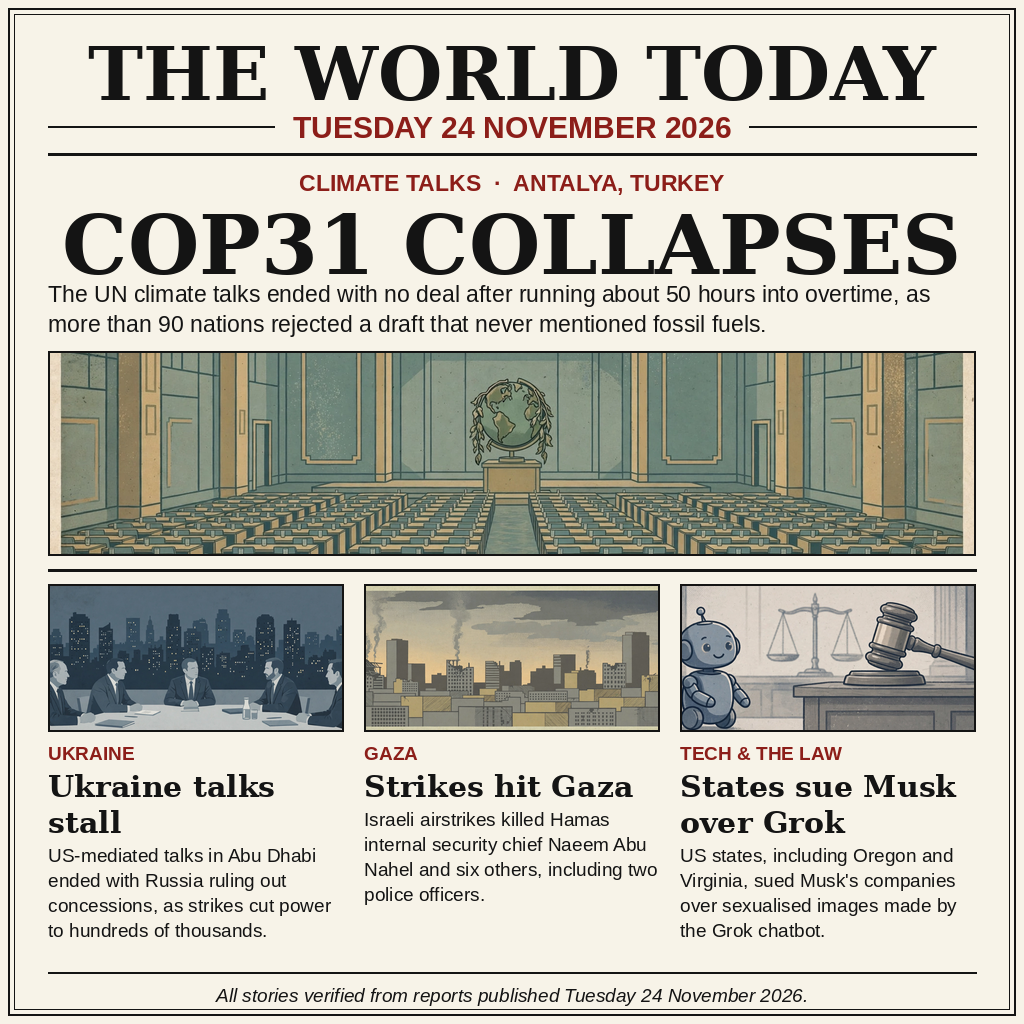 THE WORLD TODAY
TUESDAY 24 NOVEMBER 2026
CLIMATE TALKS · ANTALYA, TURKEY
COP31 COLLAPSES
The UN climate talks ended with no deal after running about 50 hours into overtime, as
more than 90 nations rejected a draft that never mentioned fossil fuels.
UKRAINE
Ukraine talks
stall
US-mediated talks in Abu Dhabi
ended with Russia ruling out
concessions, as strikes cut power
to hundreds of thousands.
GAZA
Strikes hit Gaza
Israeli airstrikes killed Hamas
internal security chief Naeem Abu
Nahel and six others, including two
police officers.
TECH & THE LAW
States sue Musk
over Grok
US states, including Oregon and
Virginia, sued Musk's companies
over sexualised images made by
the Grok chatbot.
All stories verified from reports published Tuesday 24 November 2026.